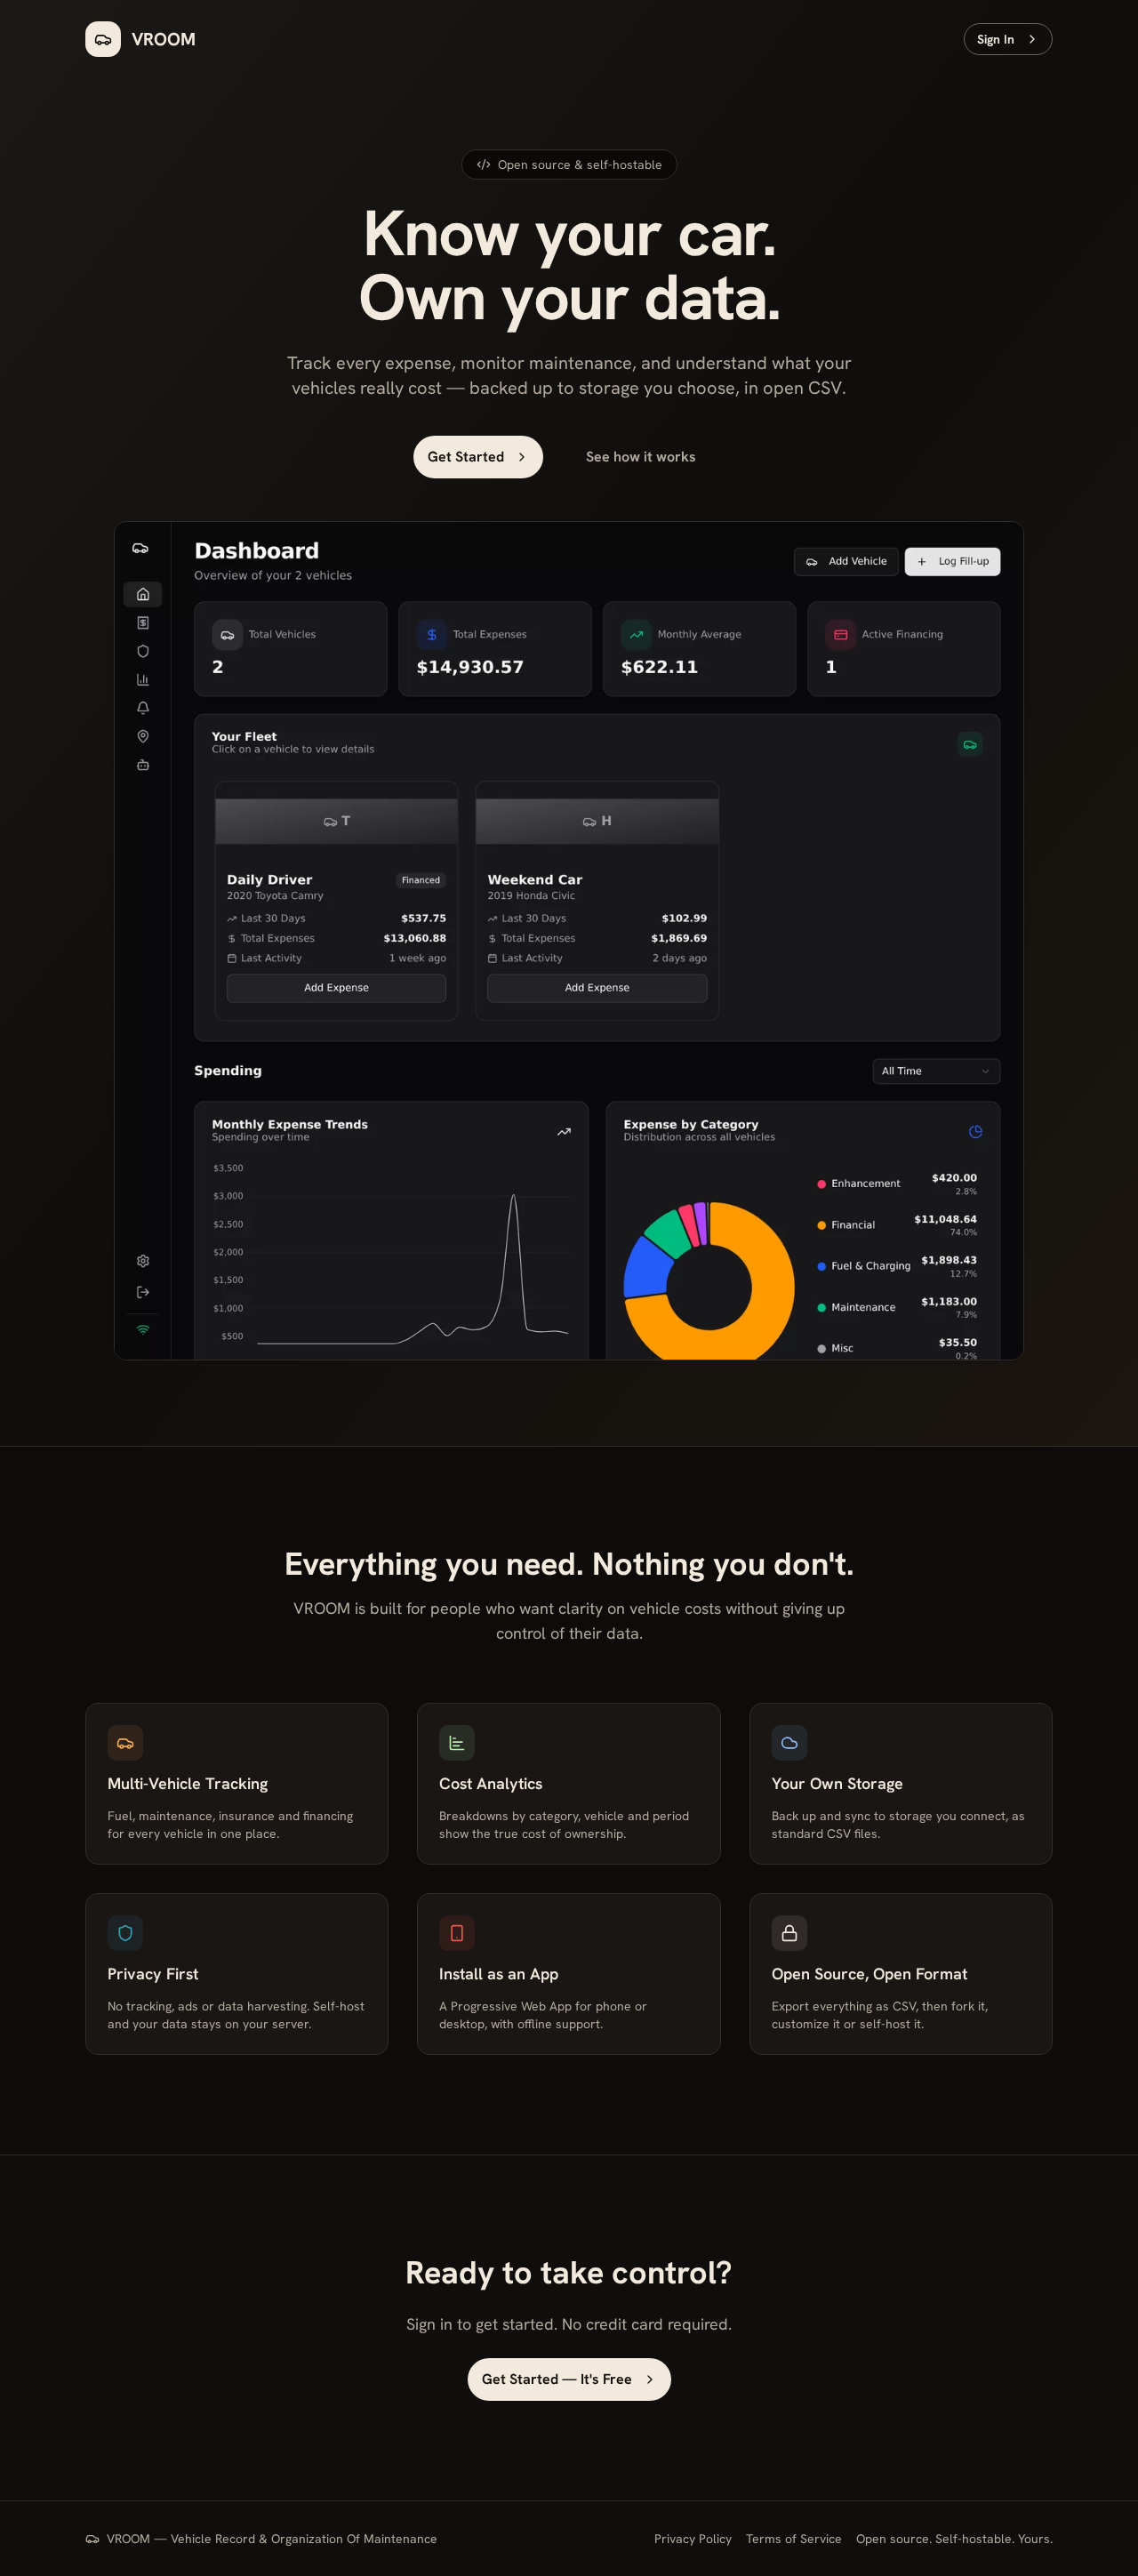 VROOM
Sign In
Open source & self-hostable
Know your car.
Own your data.
Track every expense, monitor maintenance, and understand what your
vehicles really cost — backed up to storage you choose, in open CSV.
Get Started
See how it works
Dashboard
Overview of your 2 vehicles
Add Vehicle
Log Fill-up
Total Vehicles
2
Total Expenses
$14,930.57
Monthly Average
$622.11
Active Financing
1
Your Fleet
Click on a vehicle to view details
T
Daily Driver
Financed
2020 Toyota Camry
Last 30 Days $537.75
Total Expenses $13,060.88
Last Activity 1 week ago
Add Expense
H
Weekend Car
2019 Honda Civic
Last 30 Days $102.99
Total Expenses $1,869.69
Last Activity 2 days ago
Add Expense
Spending
All Time
Monthly Expense Trends
Spending over time
$3,500
$3,000
$2,500
$2,000
$1,500
$1,000
$500
Expense by Category
Distribution across all vehicles
Enhancement $420.00
2.8%
Financial $11,048.64
74.0%
Fuel & Charging $1,898.43
12.7%
Maintenance $1,183.00
7.9%
Misc $35.50
0.2%
Everything you need. Nothing you don't.
VROOM is built for people who want clarity on vehicle costs without giving up
control of their data.
Multi-Vehicle Tracking
Fuel, maintenance, insurance and financing
for every vehicle in one place.
Cost Analytics
Breakdowns by category, vehicle and period
show the true cost of ownership.
Your Own Storage
Back up and sync to storage you connect, as
standard CSV files.
Privacy First
No tracking, ads or data harvesting. Self-host
and your data stays on your server.
Install as an App
A Progressive Web App for phone or
desktop, with offline support.
Open Source, Open Format
Export everything as CSV, then fork it,
customize it or self-host it.
Ready to take control?
Sign in to get started. No credit card required.
Get Started — It's Free
VROOM — Vehicle Record & Organization Of Maintenance
Privacy Policy
Terms of Service
Open source. Self-hostable. Yours.